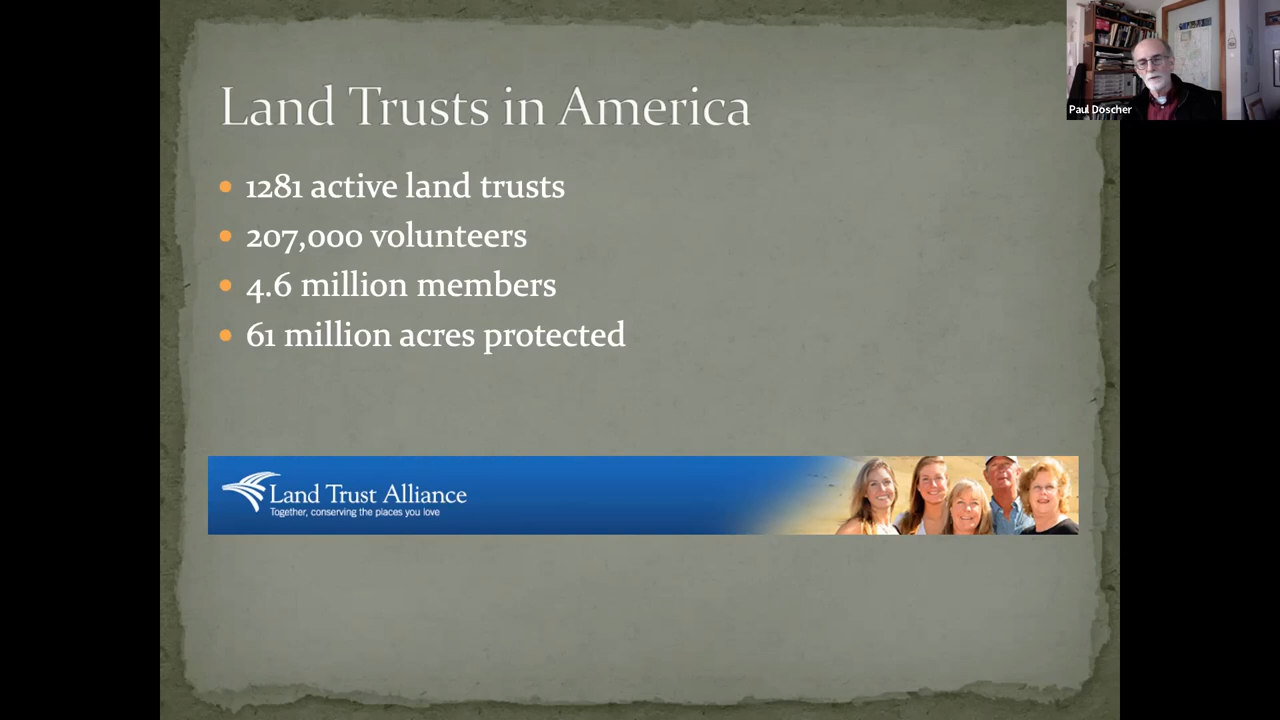 Land Trusts in America
1281 active land trusts
207,000 volunteers
4.6 million members
61 million acres protected
Land Trust Alliance
Together, conserving the places you love
Paul Doscher